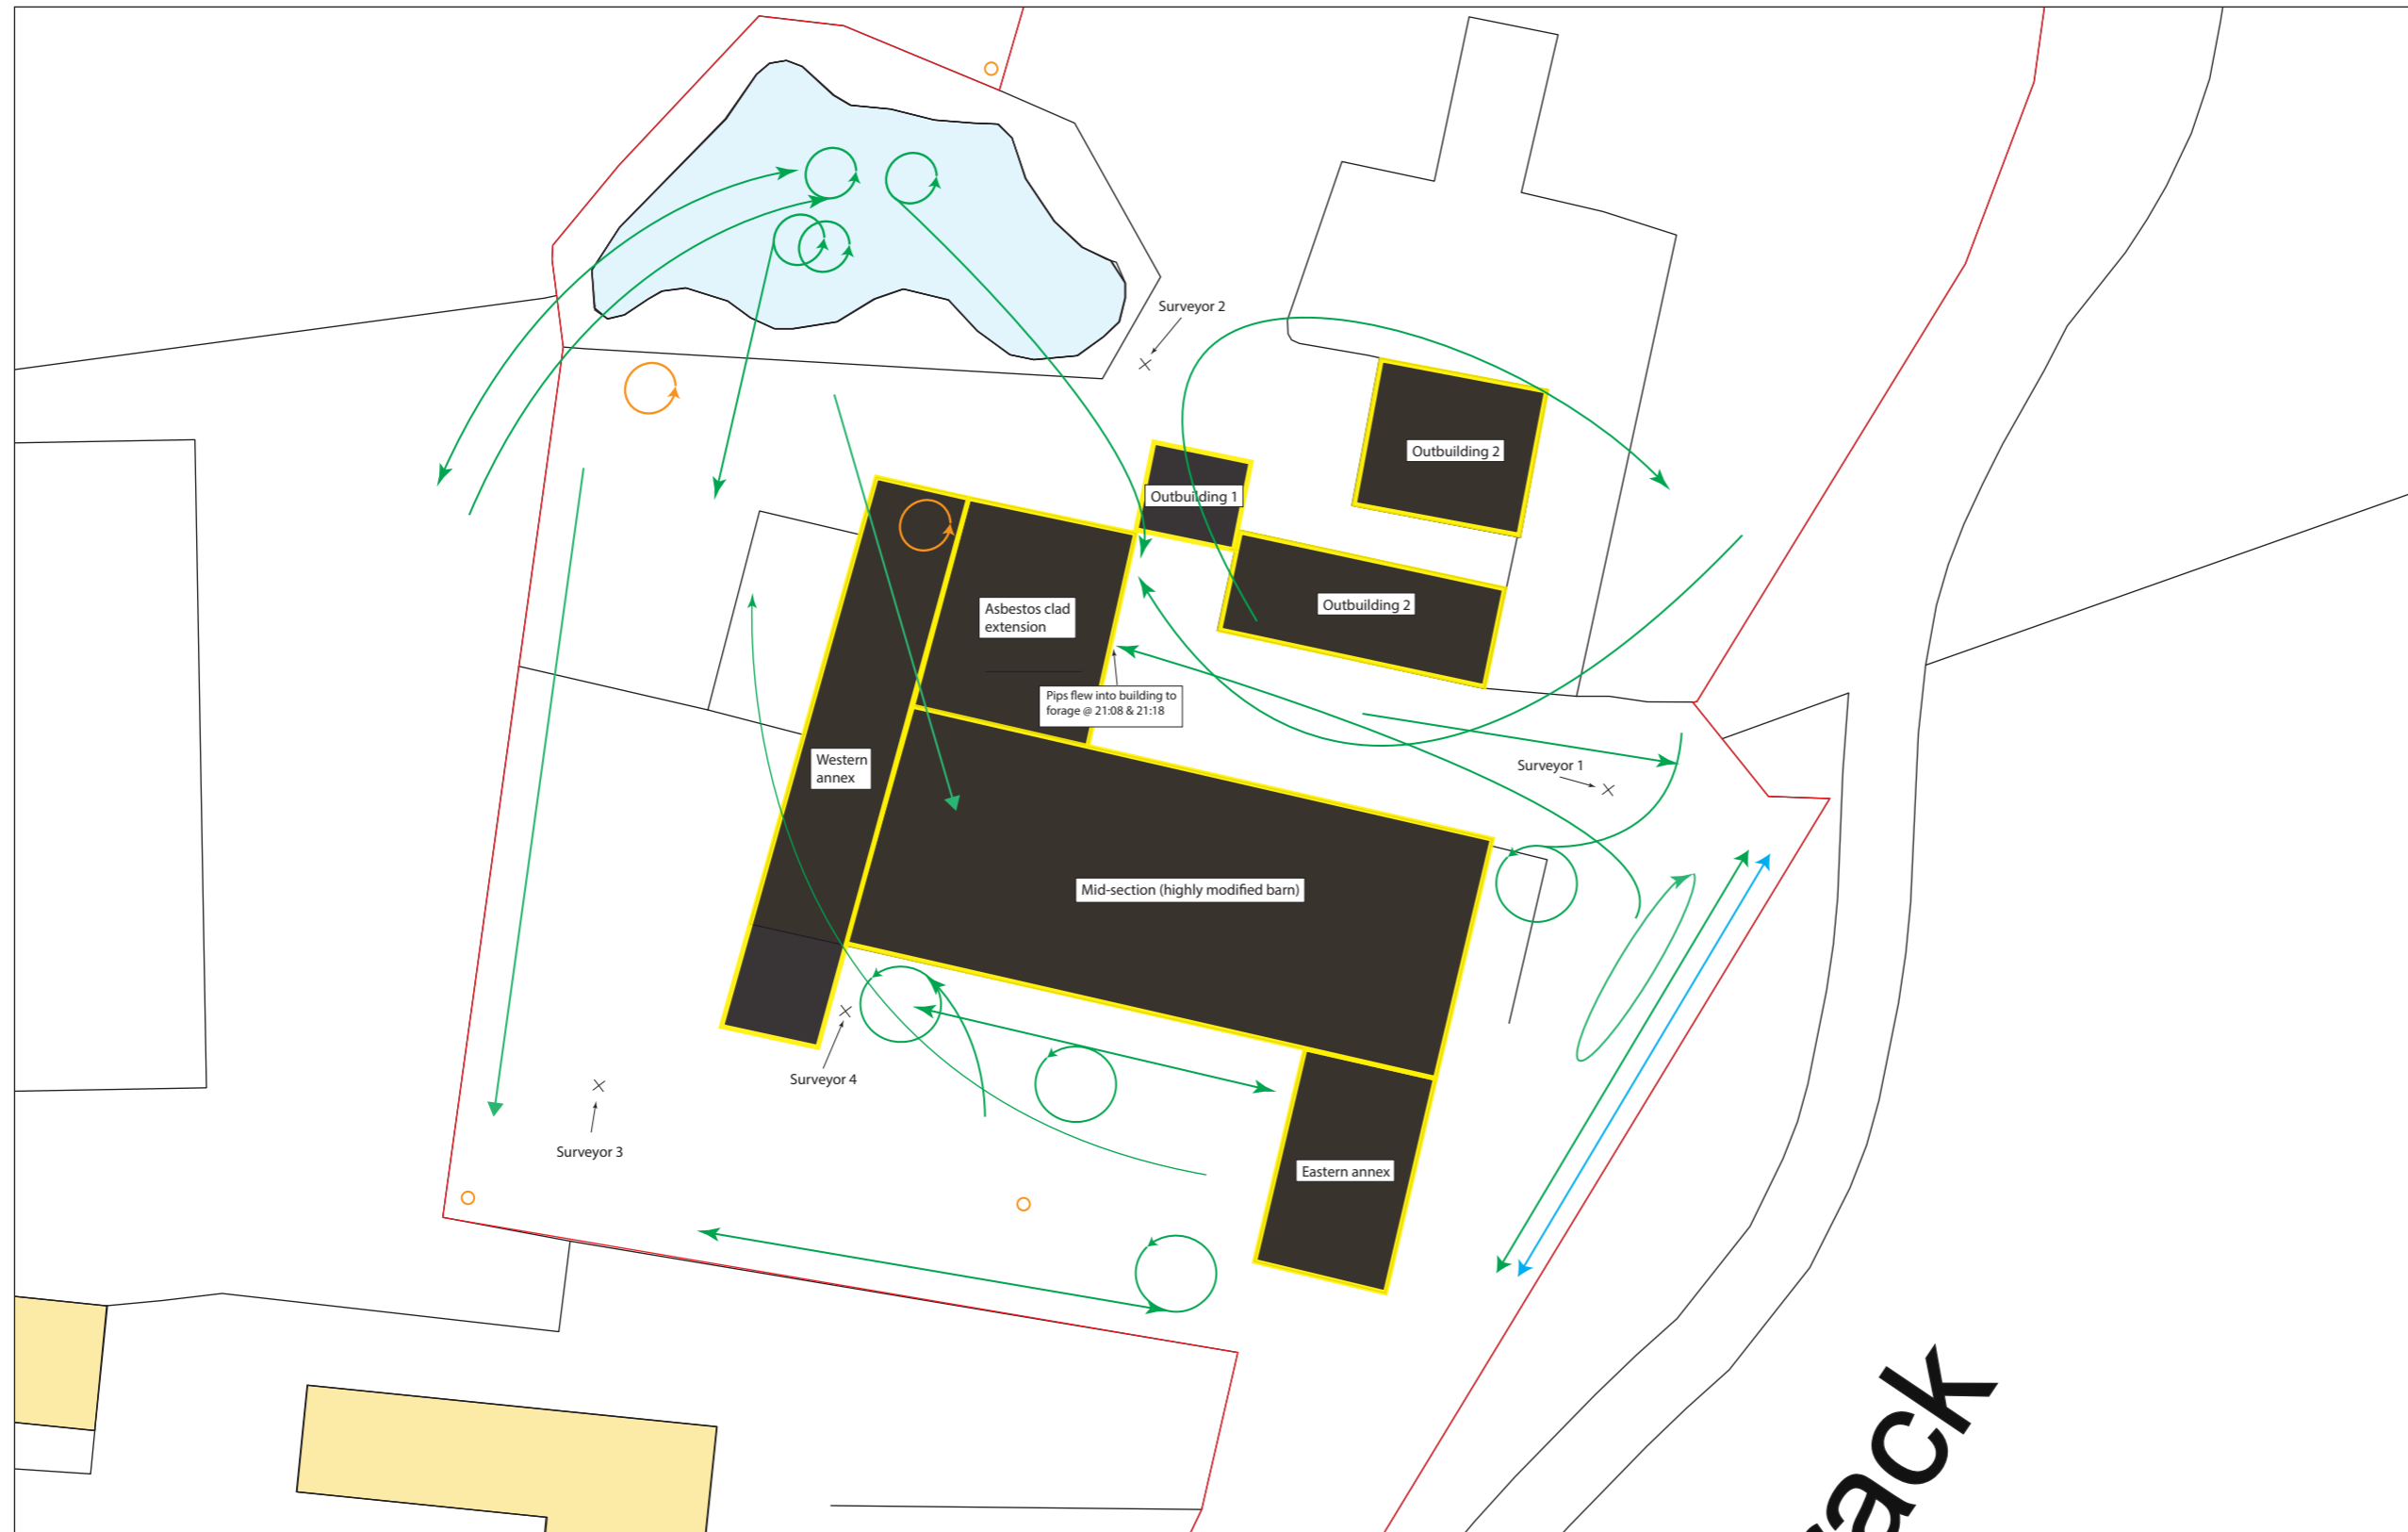 Surveyor 2
Outbuilding 2
Outbuilding 1
Outbuilding 2
Asbestos clad
extension
Pips flew into building to
forage @ 21:08 & 21:18
Western
annex
Surveyor 1
Mid-section (highly modified barn)
Surveyor 4
Surveyor 3
Eastern annex